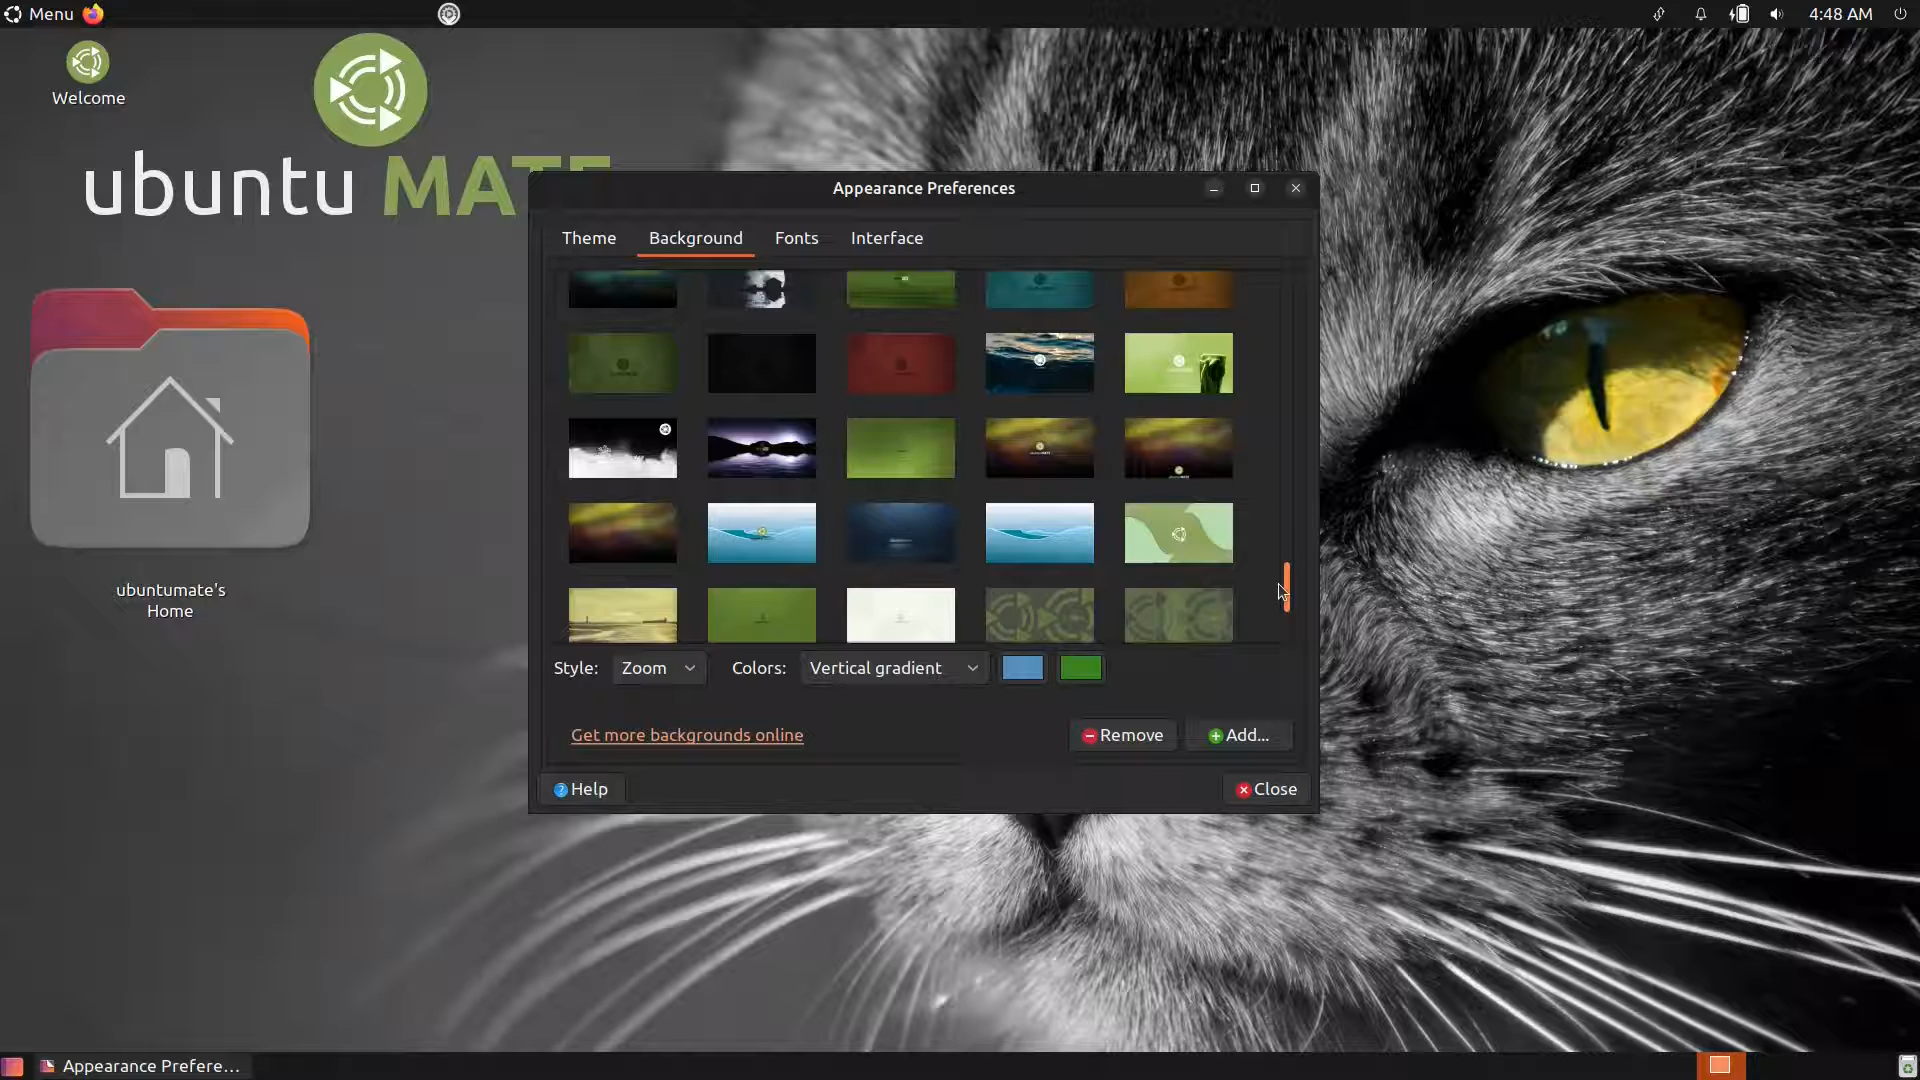 Menu
4:48 AM
Welcome
ubuntu MATE
ubuntumate's
Home
Appearance Preferences
Theme
Background
Fonts
Interface
Style:
Zoom
Colors:
Vertical gradient
Get more backgrounds online
Remove
Add...
Help
Close
Appearance Prefere...